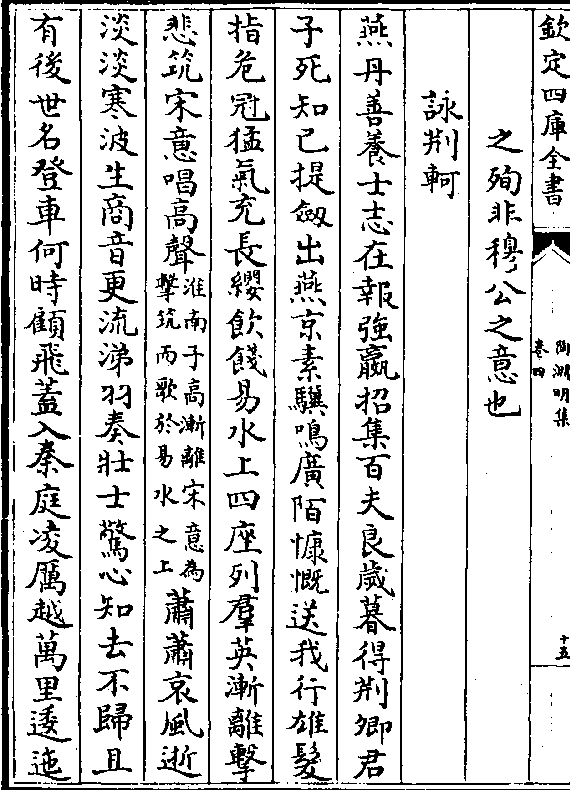 欽定四庫全書
陶淵明集
卷四
十五
之殉非穆公之意也
詠荆軻
燕丹善養士志在報強嬴招集百夫良歲暮得荆卿君
子死知已提劔出燕京素驥鳴廣陌慷慨送我行雄髮
指危冠猛氣充長纓飲餞易水上四座列羣英漸離擊
悲筑宋意唱高聲淮南子高漸離宋意為擊筑而歌於易水之上蕭蕭哀風逝
淡淡寒波生商音更流涕羽奏壯士驚心知去不歸且
有後世名登車何時顧飛蓋入秦庭凌厲越萬里逶迤